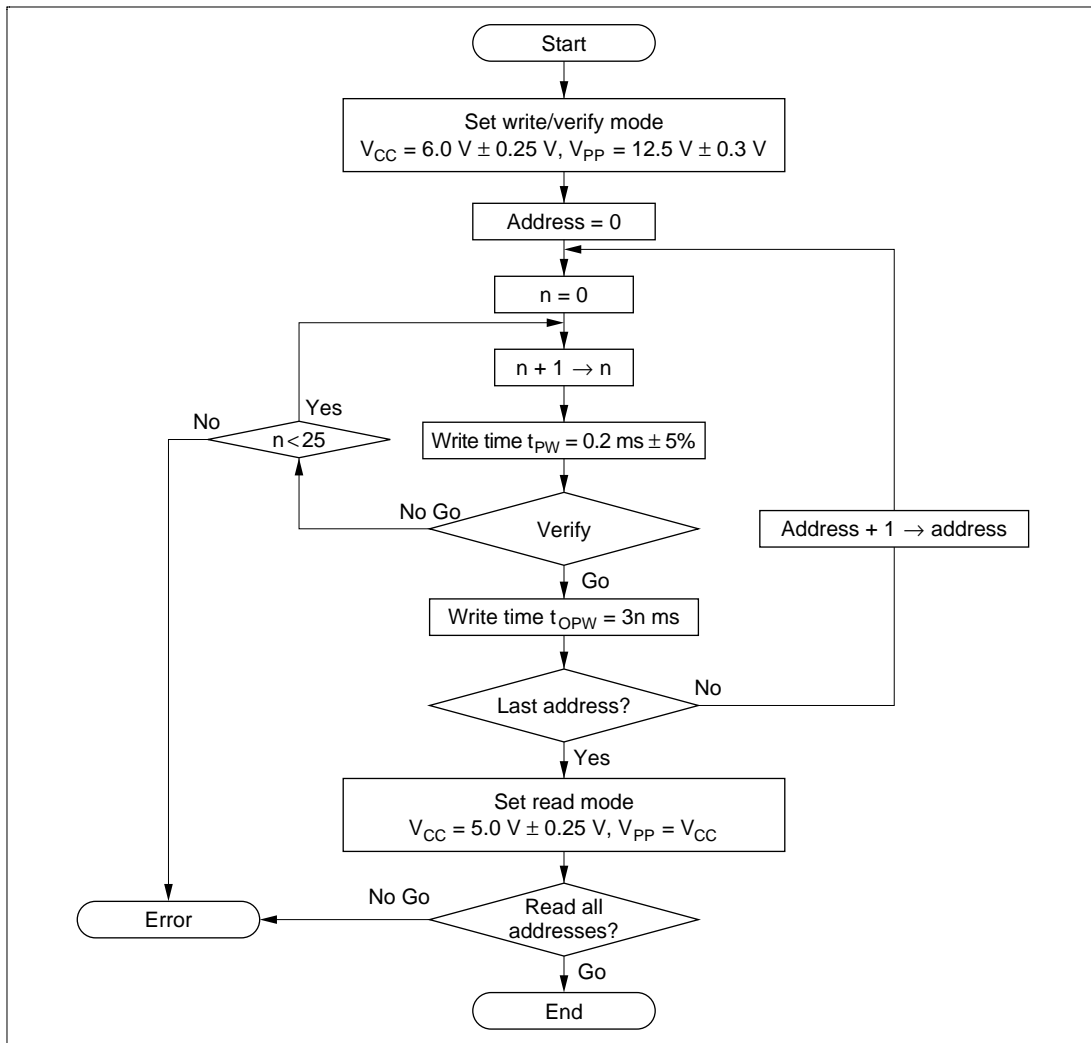 Start
Set write/verify mode
VCC = 6.0 V ± 0.25 V, VPP = 12.5 V ± 0.3 V
Address = 0
n = 0
n + 1 → n
No
Yes
n < 25
Write time tPW = 0.2 ms ± 5%
No Go
Verify
Address + 1 → address
Go
Write time tOPW = 3n ms
Last address?
No
Yes
Set read mode
VCC = 5.0 V ± 0.25 V, VPP = VCC
No Go
Error
Read all
addresses?
Go
End